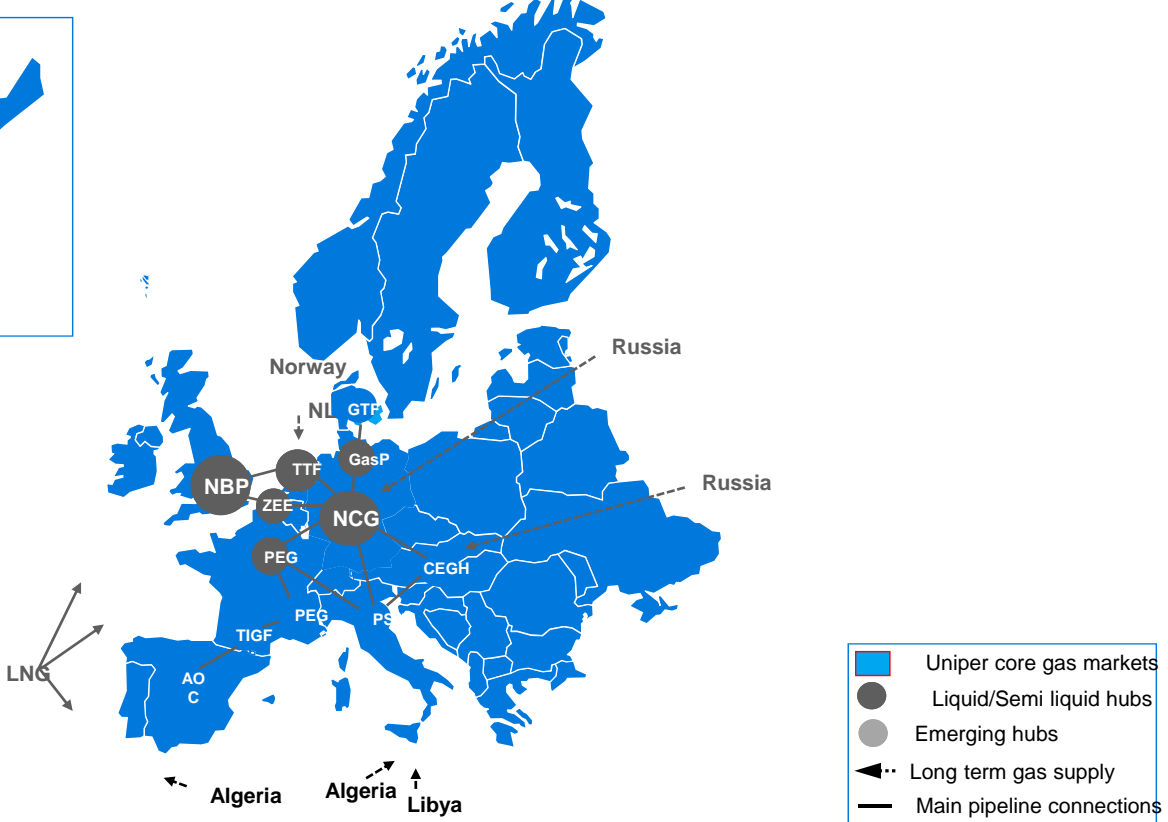 Russia
Norway
NL
GTF
GasP
TTF
Russia
NBP
ZEE
NCG
PEG
CEGH
PEG
PS
TIGF
LNG
AO
C
Algeria
Algeria
Libya
Uniper core gas markets
Liquid/Semi liquid hubs
Emerging hubs
Long term gas supply
Main pipeline connections